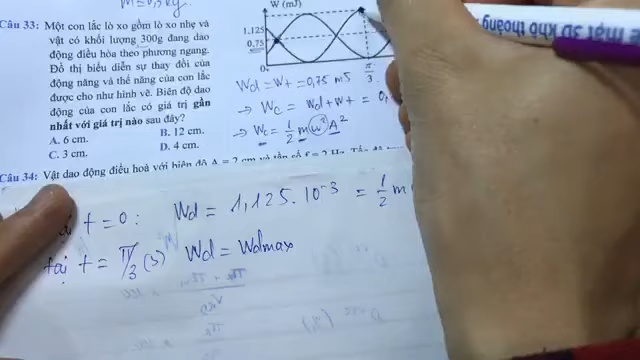 Câu 33: Một con lắc lò xo gồm lò xo nhẹ và
vật có khối lượng 300g đang dao
động điều hòa theo phương ngang.
Đồ thị biểu diễn sự thay đổi của
động năng và thế năng của con lắc
được cho như hình vẽ. Biên độ dao
động của con lắc có giá trị gần
nhất với giá trị nào sau đây?
A. 6 cm. B. 12 cm.
C. 3 cm. D. 4 cm.
W (mJ)
1,125
0,75
0
π/3
Wđ = Wt = 0,75 mJ
→ Wc = Wđ + Wt = 0,
→ Wc = 1/2 m ω² A²
Câu 34: Vật dao động điều hoà với biên độ A = 2 cm và tần số f = 2 Hz.
t = 0 : Wđ = 1,125.10⁻³ = 1/2 m
tại t = π/3 (s) Wđ = Wđmax
mặt 3D khô thoáng